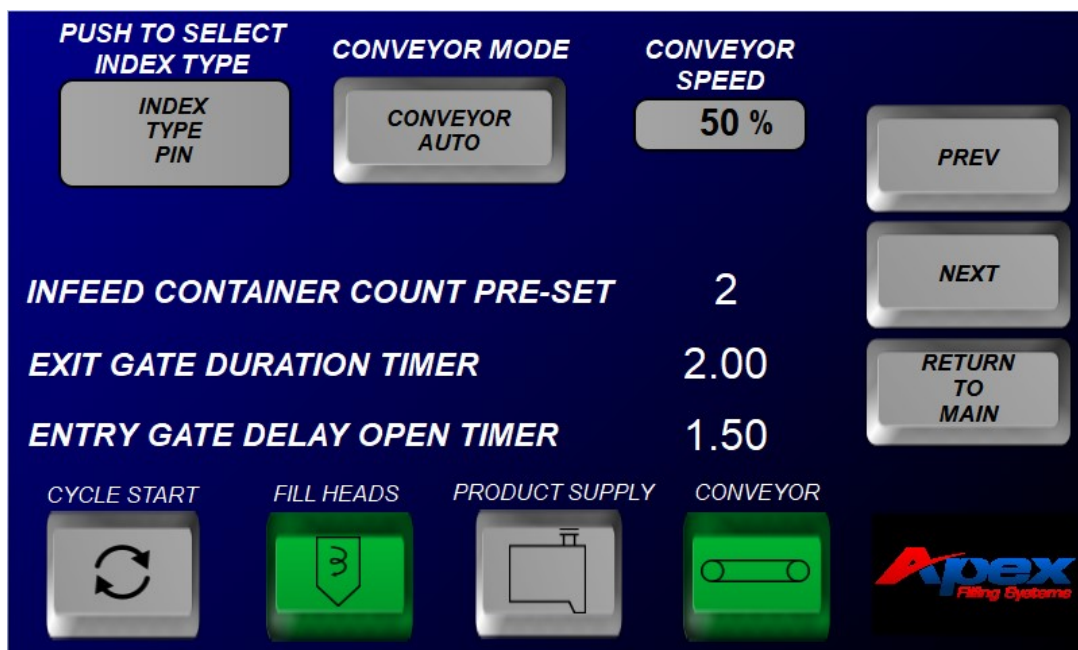 PUSH TO SELECT
INDEX TYPE
INDEX
TYPE
PIN
CONVEYOR MODE
CONVEYOR
AUTO
CONVEYOR
SPEED
50 %
PREV
NEXT
RETURN
TO
MAIN
INFEED CONTAINER COUNT PRE-SET 2
EXIT GATE DURATION TIMER 2.00
ENTRY GATE DELAY OPEN TIMER 1.50
CYCLE START
FILL HEADS
PRODUCT SUPPLY
CONVEYOR
Apex
Filling Systems